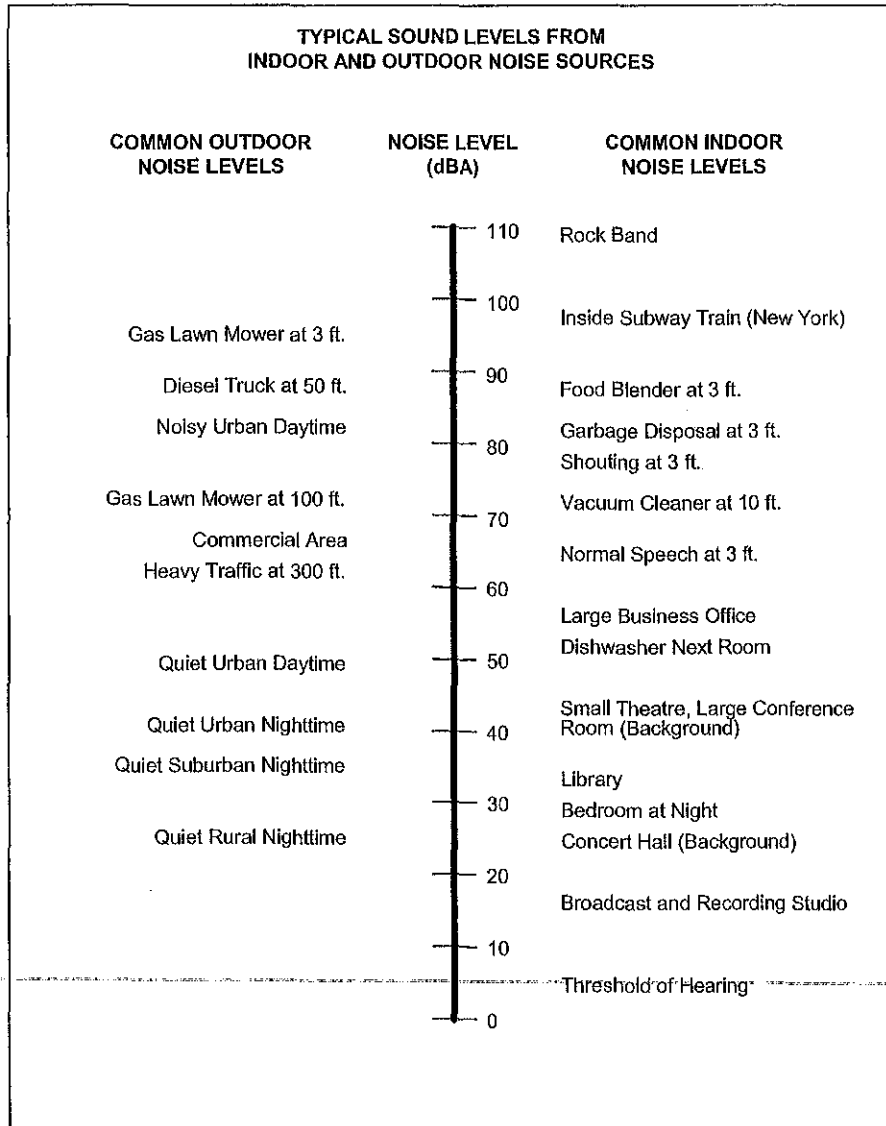 TYPICAL SOUND LEVELS FROM
INDOOR AND OUTDOOR NOISE SOURCES
COMMON OUTDOOR
NOISE LEVELS
NOISE LEVEL
(dBA)
COMMON INDOOR
NOISE LEVELS
110
Rock Band
100
Inside Subway Train (New York)
Gas Lawn Mower at 3 ft.
90
Diesel Truck at 50 ft.
Food Blender at 3 ft.
Noisy Urban Daytime
Garbage Disposal at 3 ft.
80
Shouting at 3 ft.
Gas Lawn Mower at 100 ft.
Vacuum Cleaner at 10 ft.
70
Commercial Area
Normal Speech at 3 ft.
Heavy Traffic at 300 ft.
60
Large Business Office
Dishwasher Next Room
Quiet Urban Daytime
50
Small Theatre, Large Conference
Room (Background)
Quiet Urban Nighttime
40
Quiet Suburban Nighttime
Library
30
Bedroom at Night
Quiet Rural Nighttime
Concert Hall (Background)
20
Broadcast and Recording Studio
10
Threshold of Hearing
0